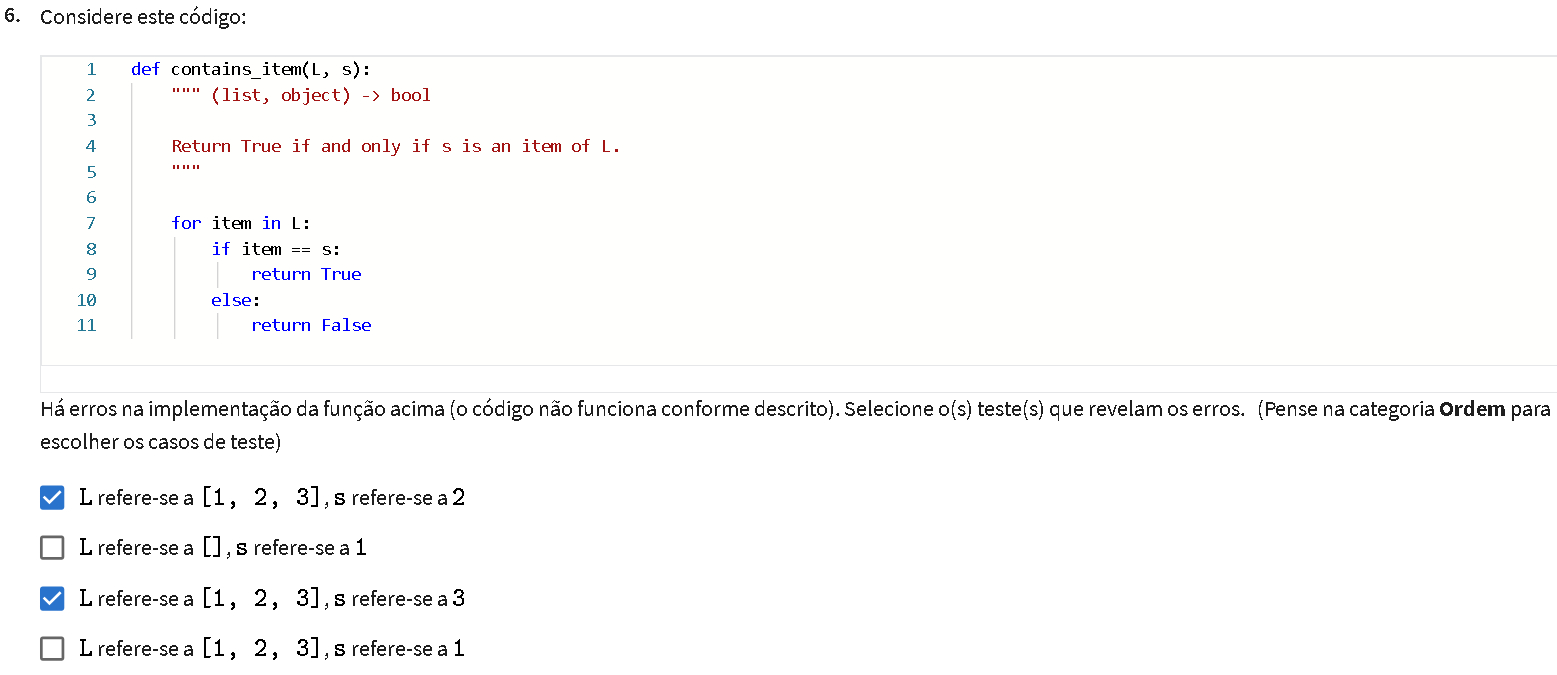 6. Considere este código:
1 def contains_item(L, s):
2 """ (list, object) -> bool
3
4 Return True if and only if s is an item of L.
5 """
6
7 for item in L:
8 if item == s:
9 return True
10 else:
11 return False
Há erros na implementação da função acima (o código não funciona conforme descrito). Selecione o(s) teste(s) que revelam os erros. (Pense na categoria Ordem para
escolher os casos de teste)
L refere-se a [1, 2, 3], s refere-se a 2
L refere-se a [], s refere-se a 1
L refere-se a [1, 2, 3], s refere-se a 3
L refere-se a [1, 2, 3], s refere-se a 1